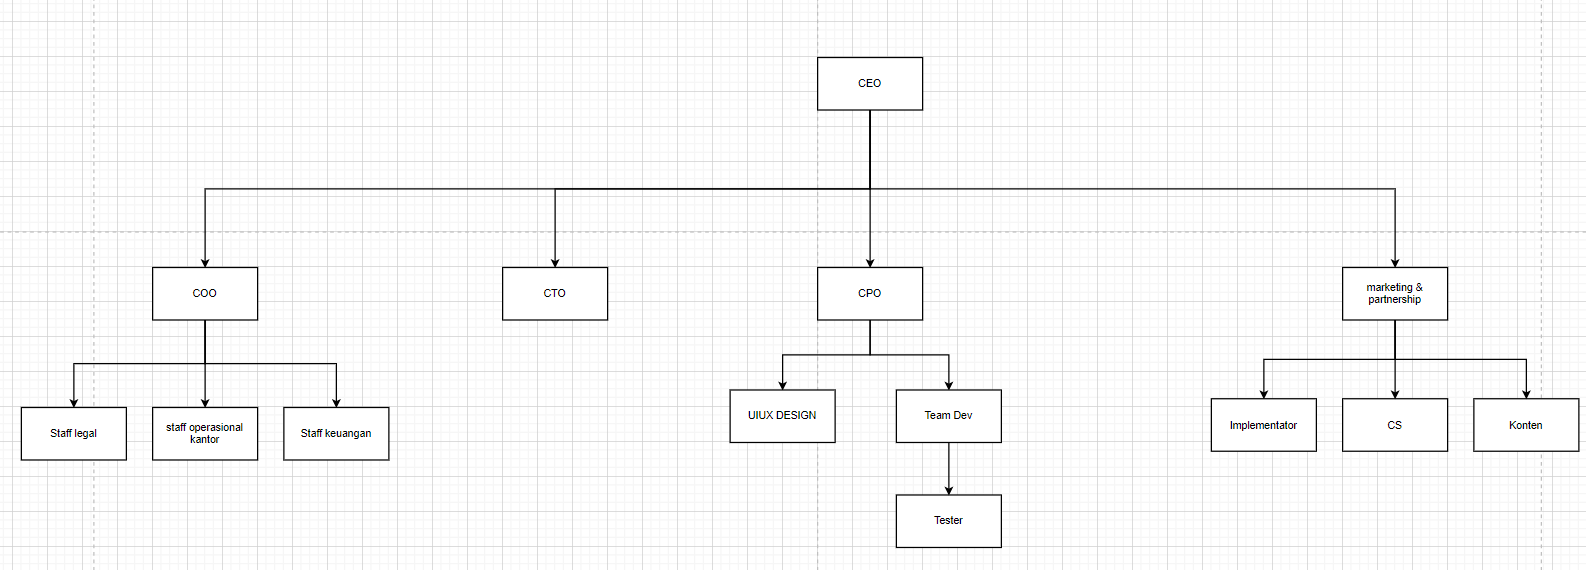 CEO
COO
CTO
CPO
marketing &
partnership
UIUX DESIGN
Team Dev
Staff legal
staff operasional
kantor
Staff keuangan
Implementator
CS
Konten
Tester